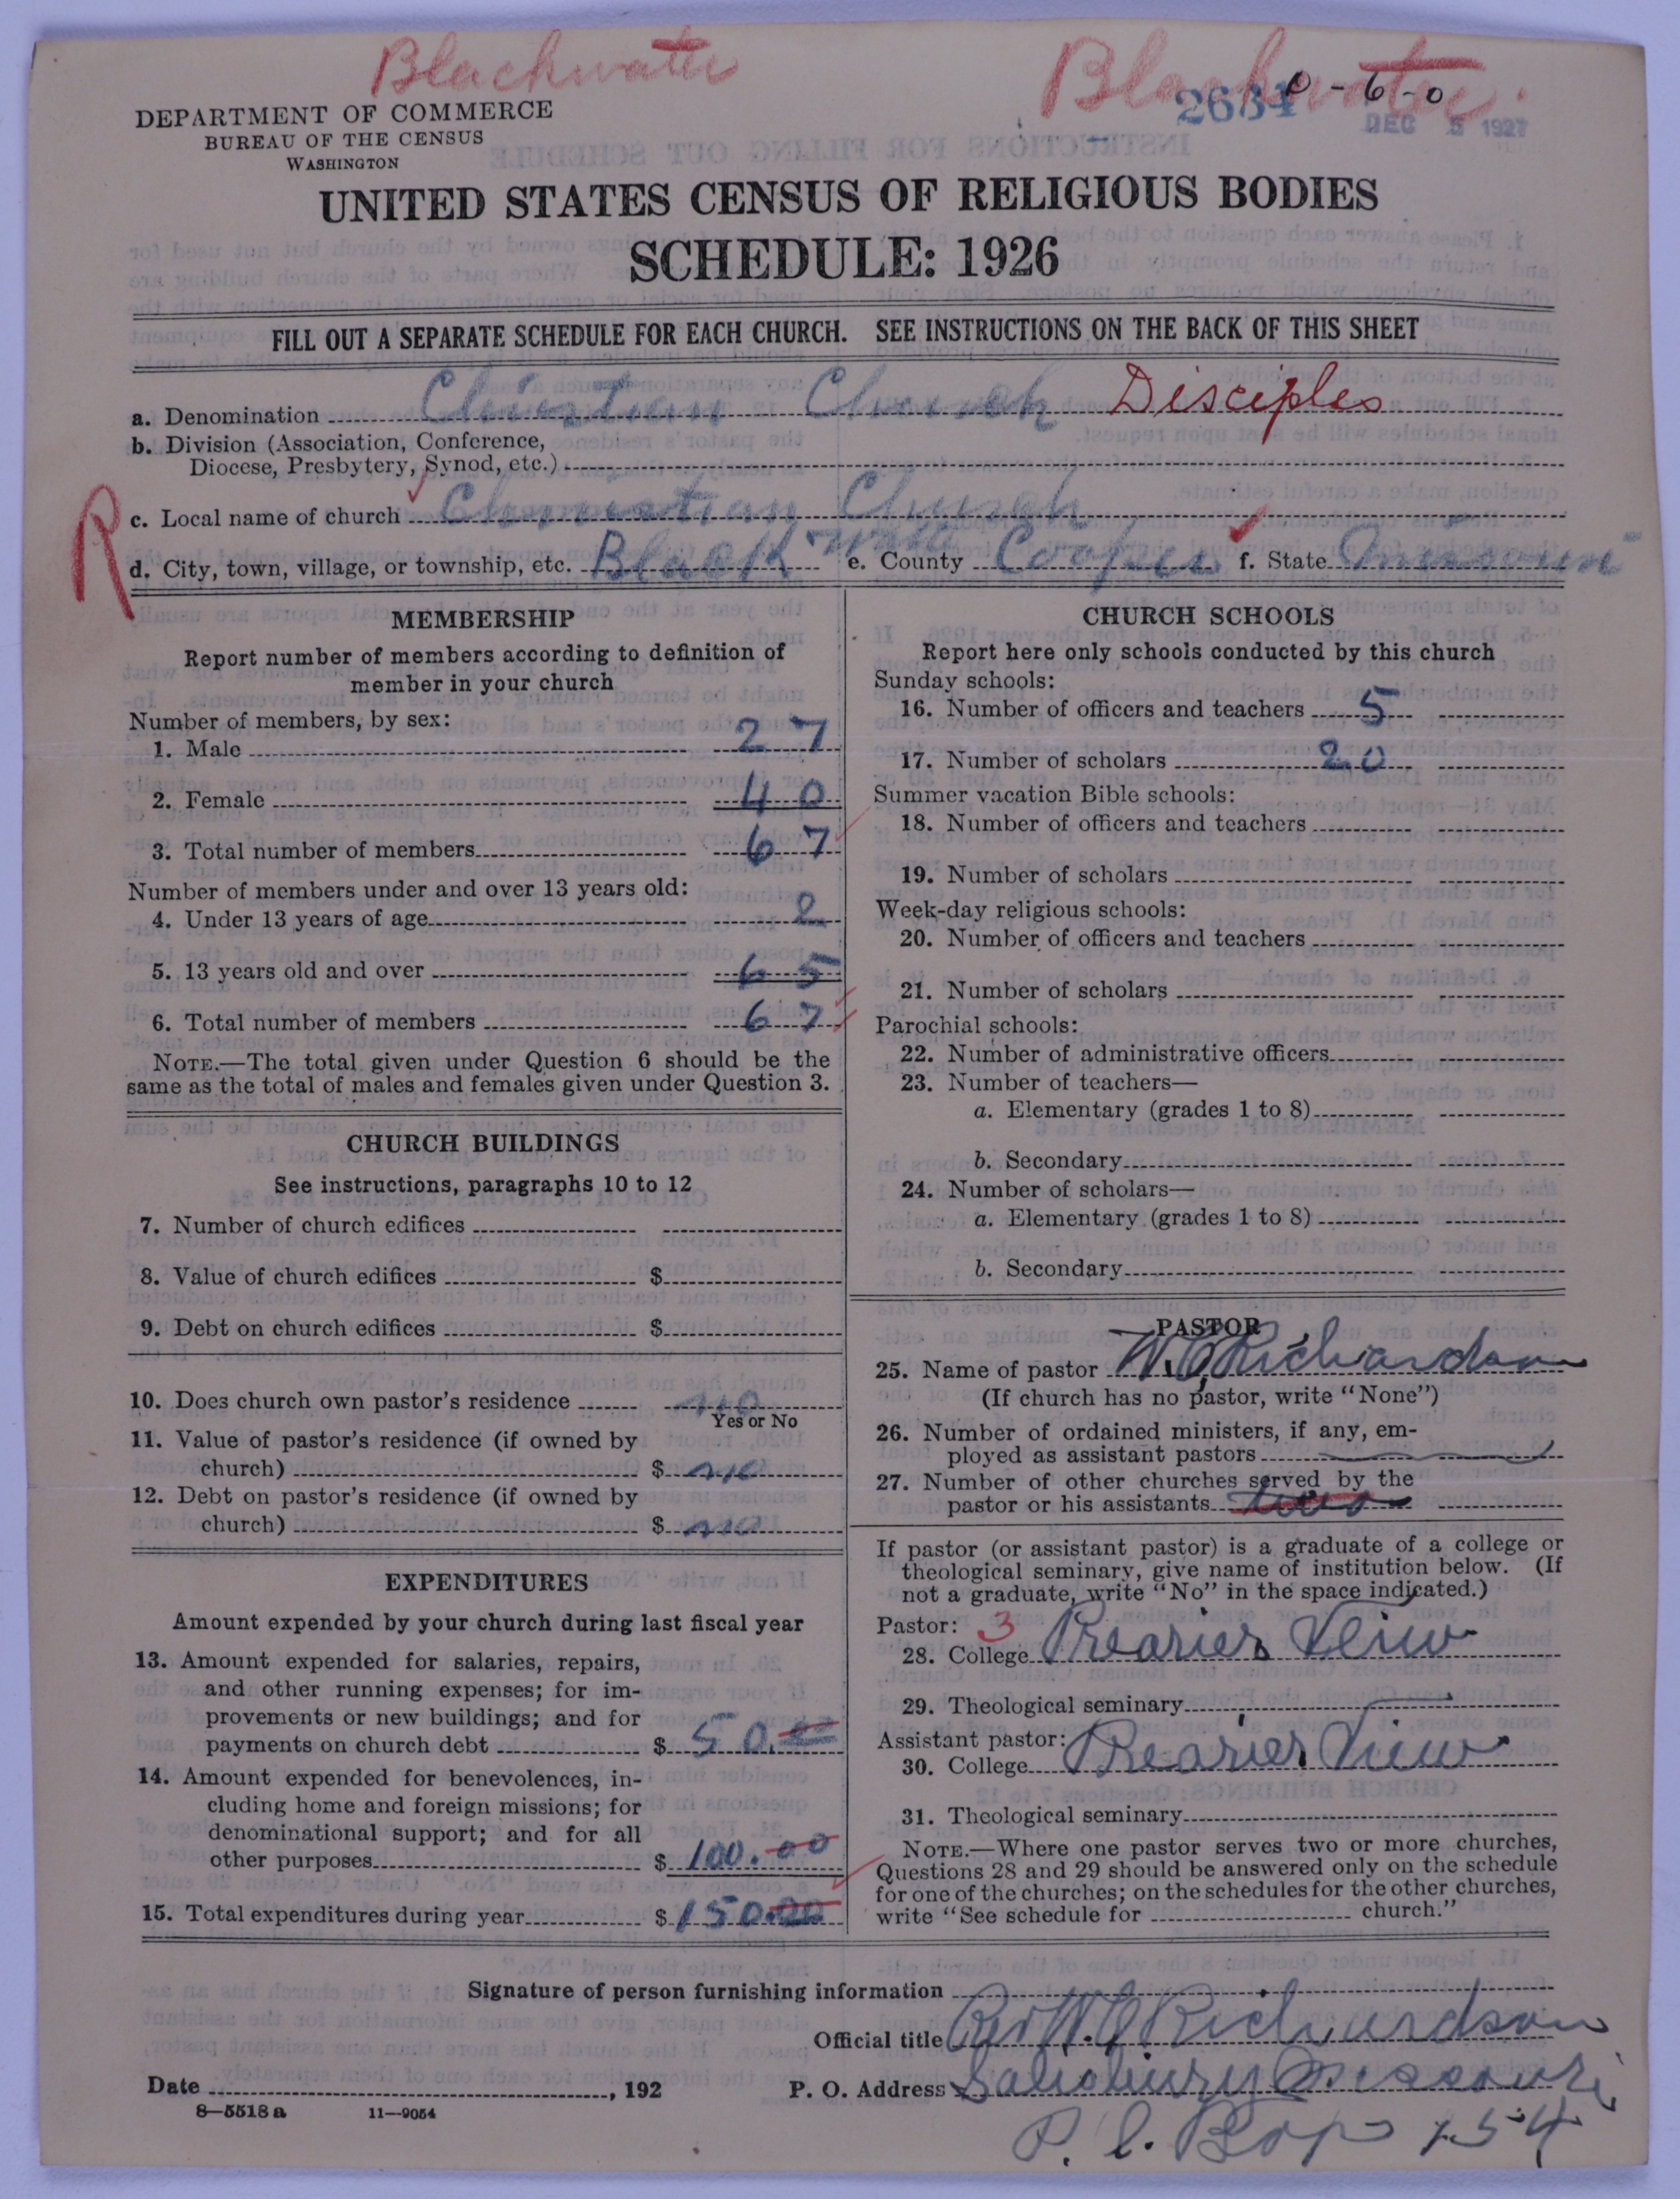 Blackwater
Blackwater.
2634
0-6-0
DEC 5 1927
DEPARTMENT OF COMMERCE
BUREAU OF THE CENSUS
WASHINGTON
UNITED STATES CENSUS OF RELIGIOUS BODIES
SCHEDULE: 1926
FILL OUT A SEPARATE SCHEDULE FOR EACH CHURCH. SEE INSTRUCTIONS ON THE BACK OF THIS SHEET
a. Denomination Christian Church Disciples
b. Division (Association, Conference,
Diocese, Presbytery, Synod, etc.)
R
c. Local name of church Christian Church
d. City, town, village, or township, etc. Black water e. County Cooper f. State Missouri
MEMBERSHIP
Report number of members according to definition of
member in your church
Number of members, by sex:
1. Male 27
2. Female 40
3. Total number of members 67
Number of members under and over 13 years old:
4. Under 13 years of age 2
5. 13 years old and over 65
6. Total number of members 67
NOTE.—The total given under Question 6 should be the
same as the total of males and females given under Question 3.
CHURCH BUILDINGS
See instructions, paragraphs 10 to 12
7. Number of church edifices
8. Value of church edifices $
9. Debt on church edifices $
10. Does church own pastor's residence no
Yes or No
11. Value of pastor's residence (if owned by
church) $ no
12. Debt on pastor's residence (if owned by
church) $ no
EXPENDITURES
Amount expended by your church during last fiscal year
13. Amount expended for salaries, repairs,
and other running expenses; for im-
provements or new buildings; and for
payments on church debt $ 50.00
14. Amount expended for benevolences, in-
cluding home and foreign missions; for
denominational support; and for all
other purposes $ 100.00
15. Total expenditures during year $ 150.00
CHURCH SCHOOLS
Report here only schools conducted by this church
Sunday schools:
16. Number of officers and teachers 5
17. Number of scholars 20
Summer vacation Bible schools:
18. Number of officers and teachers
19. Number of scholars
Week-day religious schools:
20. Number of officers and teachers
21. Number of scholars
Parochial schools:
22. Number of administrative officers
23. Number of teachers—
a. Elementary (grades 1 to 8)
b. Secondary
24. Number of scholars—
a. Elementary (grades 1 to 8)
b. Secondary
PASTOR
25. Name of pastor W. C. Richardson
(If church has no pastor, write "None")
26. Number of ordained ministers, if any, em-
ployed as assistant pastors
27. Number of other churches served by the
pastor or his assistants
If pastor (or assistant pastor) is a graduate of a college or
theological seminary, give name of institution below. (If
not a graduate, write "No" in the space indicated.)
Pastor: 3
28. College Prearier View
29. Theological seminary
Assistant pastor:
30. College Prearier View
31. Theological seminary
NOTE.—Where one pastor serves two or more churches,
Questions 28 and 29 should be answered only on the schedule
for one of the churches; on the schedules for the other churches,
write "See schedule for church."
Signature of person furnishing information
Official title Rev W. C. Richardson
Date , 192
P. O. Address Salisbury Missouri
8—5518 a 11—9054
P. O. Box 154